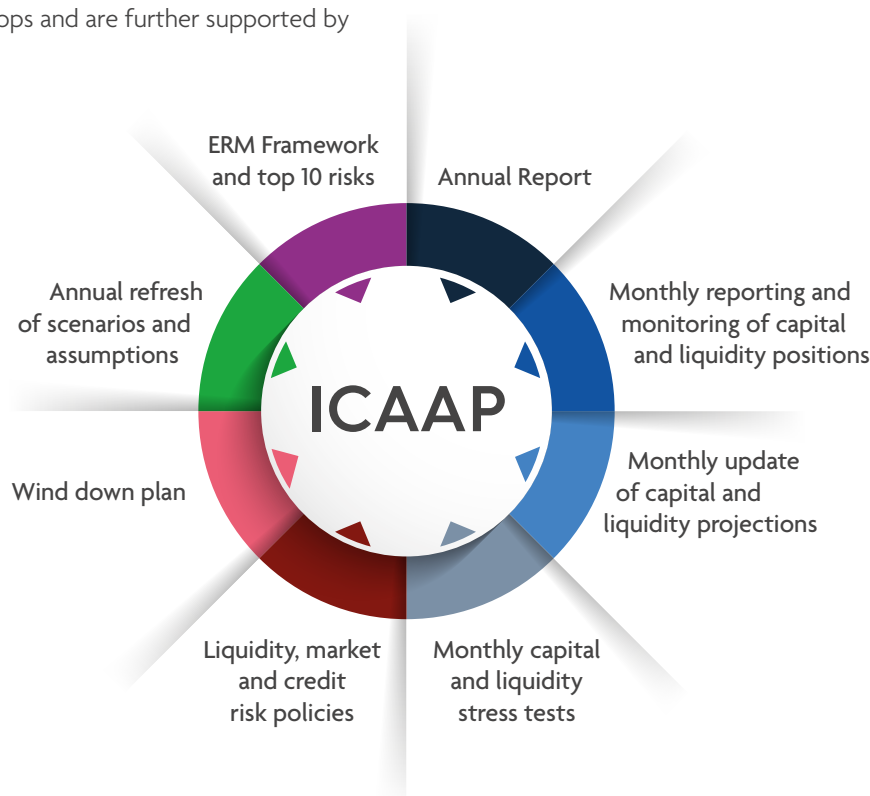 ops and are further supported by
ERM Framework
and top 10 risks
Annual Report
Annual refresh
of scenarios and
assumptions
Monthly reporting and
monitoring of capital
and liquidity positions
ICAAP
Wind down plan
Monthly update
of capital and
liquidity projections
Liquidity, market
and credit
risk policies
Monthly capital
and liquidity
stress tests